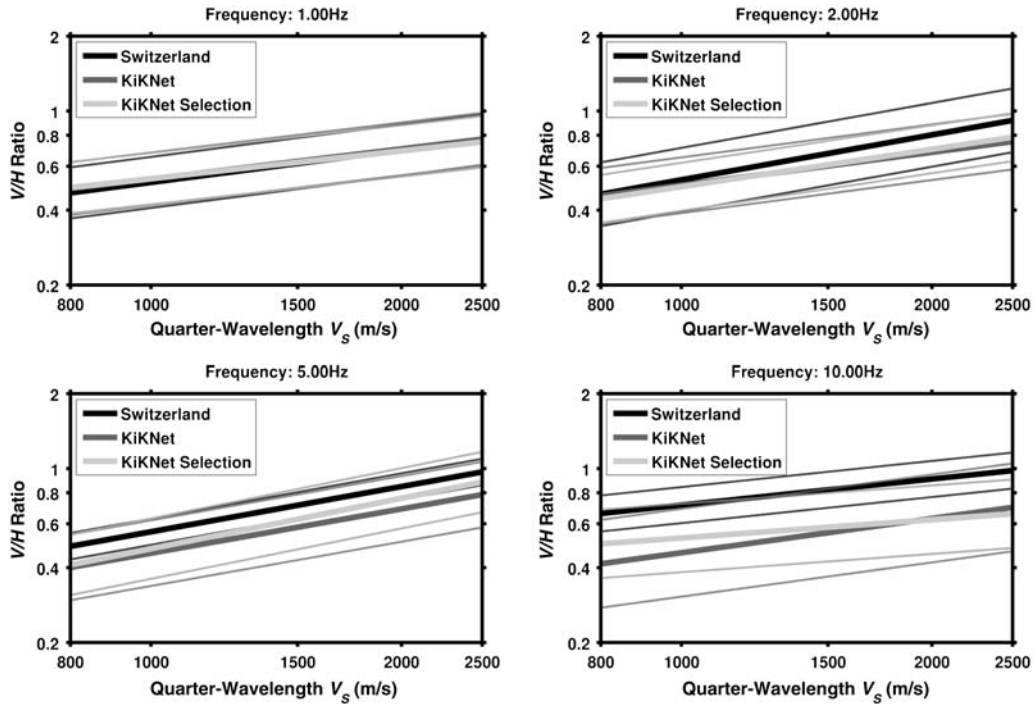 Frequency: 1.00Hz
2
1
0.8
0.6
0.4
0.2
V/H Ratio
Switzerland
KiKNet
KiKNet Selection
800 1000 1500 2000 2500
Quarter-Wavelength VS (m/s)
Frequency: 2.00Hz
2
1
0.8
0.6
0.4
0.2
V/H Ratio
Switzerland
KiKNet
KiKNet Selection
800 1000 1500 2000 2500
Quarter-Wavelength VS (m/s)
Frequency: 5.00Hz
2
1
0.8
0.6
0.4
0.2
V/H Ratio
Switzerland
KiKNet
KiKNet Selection
800 1000 1500 2000 2500
Quarter-Wavelength VS (m/s)
Frequency: 10.00Hz
2
1
0.8
0.6
0.4
0.2
V/H Ratio
Switzerland
KiKNet
KiKNet Selection
800 1000 1500 2000 2500
Quarter-Wavelength VS (m/s)